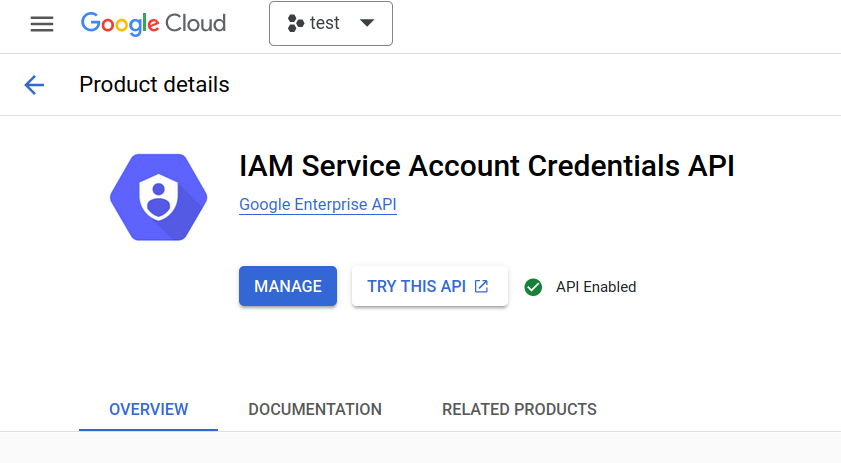 Google Cloud
test
Product details
IAM Service Account Credentials API
Google Enterprise API
MANAGE
TRY THIS API
API Enabled
OVERVIEW
DOCUMENTATION
RELATED PRODUCTS